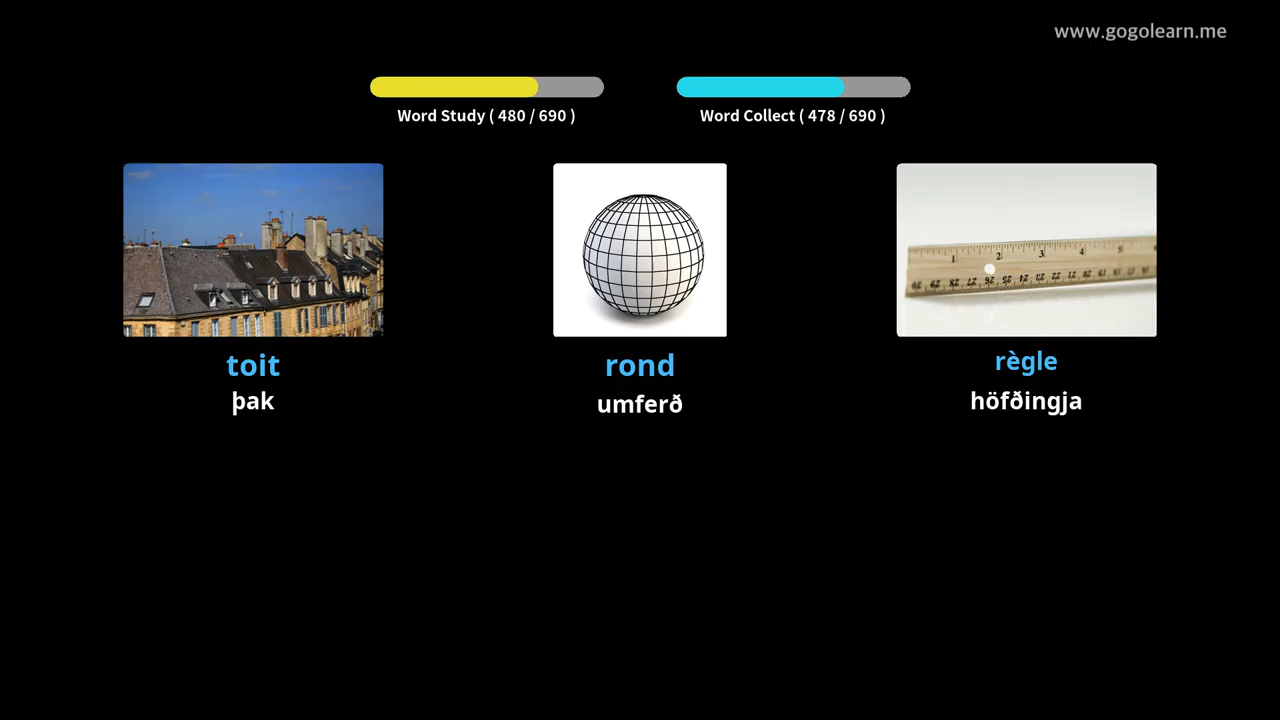 www.gogolearn.me
Word Study ( 480 / 690 )
Word Collect ( 478 / 690 )
toit
rond
règle
þak
umferð
höfðingja